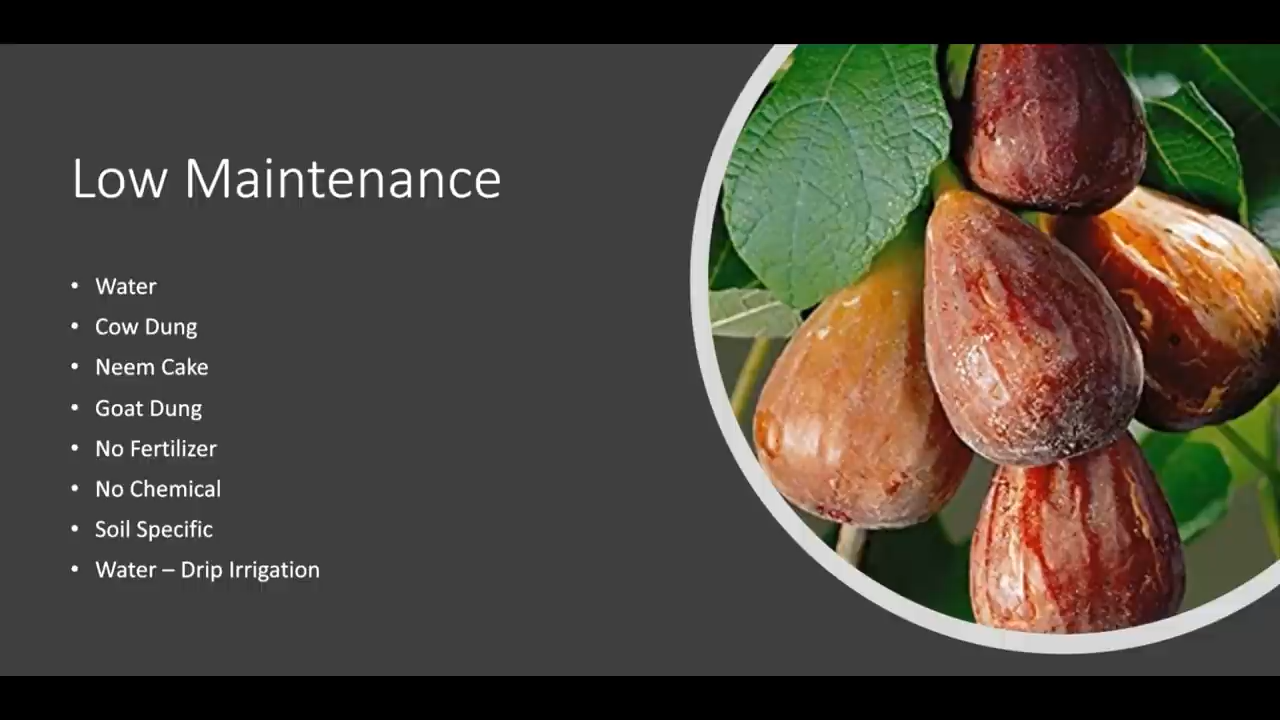 Low Maintenance
• Water
• Cow Dung
• Neem Cake
• Goat Dung
• No Fertilizer
• No Chemical
• Soil Specific
• Water – Drip Irrigation